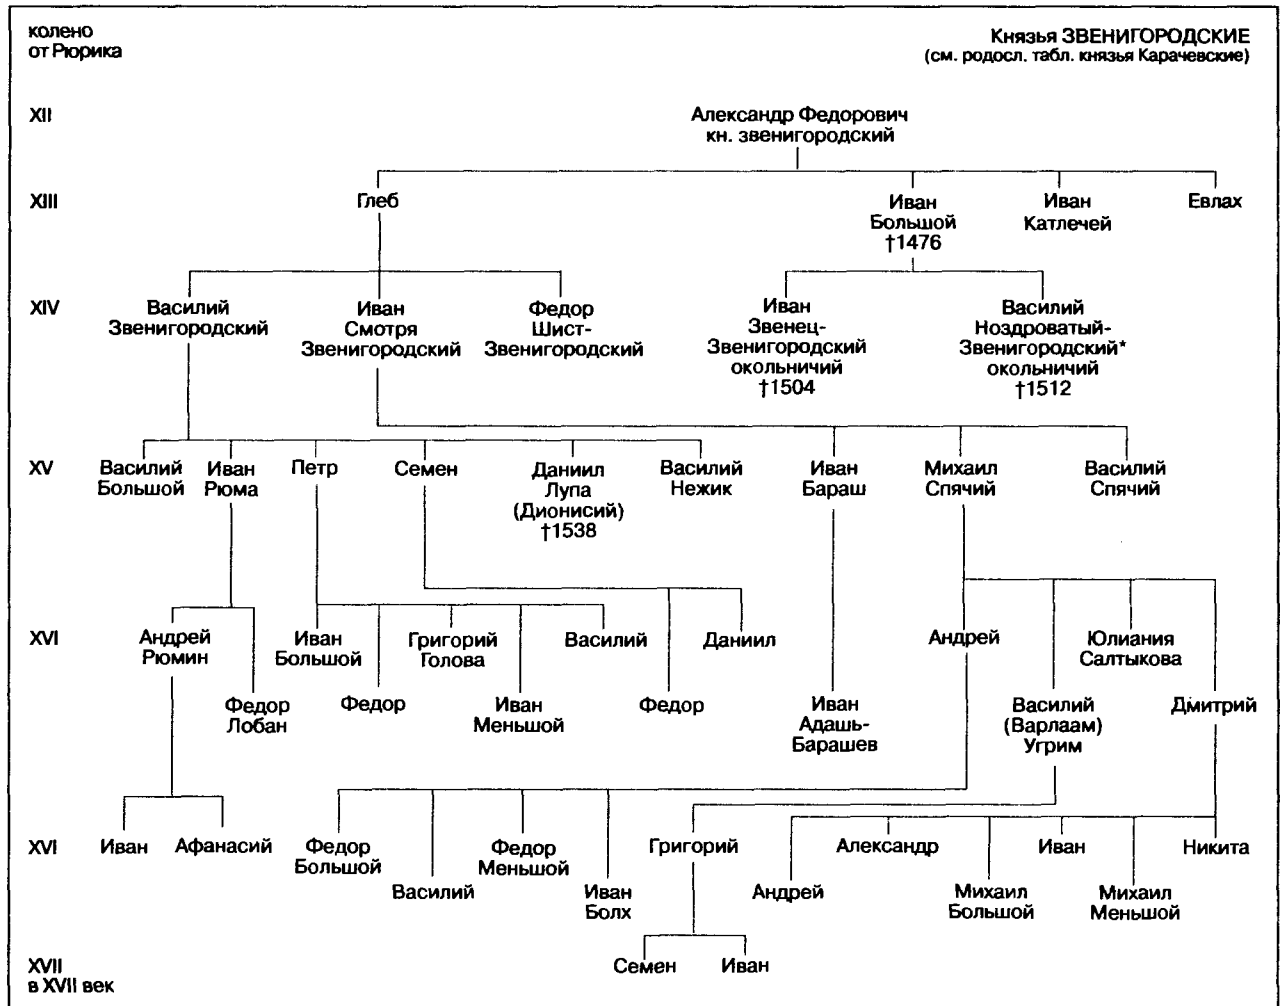 колено
от Рюрика
Князья ЗВЕНИГОРОДСКИЕ
(см. родосл. табл. князья Карачевские)
XII
Александр Федорович
кн. звенигородский
XIII
Глеб
Иван
Большой
†1476
Иван
Катлечей
Евлах
XIV
Василий
Звенигородский
Иван
Смотря
Звенигородский
Федор
Шист-
Звенигородский
Иван
Звенец-
Звенигородский
окольничий
†1504
Василий
Ноздроватый-
Звенигородский*
окольничий
†1512
XV
Василий
Большой
Иван
Рюма
Петр
Семен
Даниил
Лупа
(Дионисий)
†1538
Василий
Нежик
Иван
Бараш
Михаил
Спячий
Василий
Спячий
XVI
Андрей
Рюмин
Федор
Лобан
Иван
Большой
Федор
Григорий
Голова
Иван
Меньшой
Василий
Федор
Даниил
Иван
Адашь-
Барашев
Андрей
Василий
(Варлаам)
Угрим
Юлиания
Салтыкова
Дмитрий
XVI
Иван
Афанасий
Федор
Большой
Василий
Федор
Меньшой
Иван
Болх
Григорий
Андрей
Александр
Михаил
Большой
Иван
Михаил
Меньшой
Никита
XVII
в XVII век
Семен
Иван